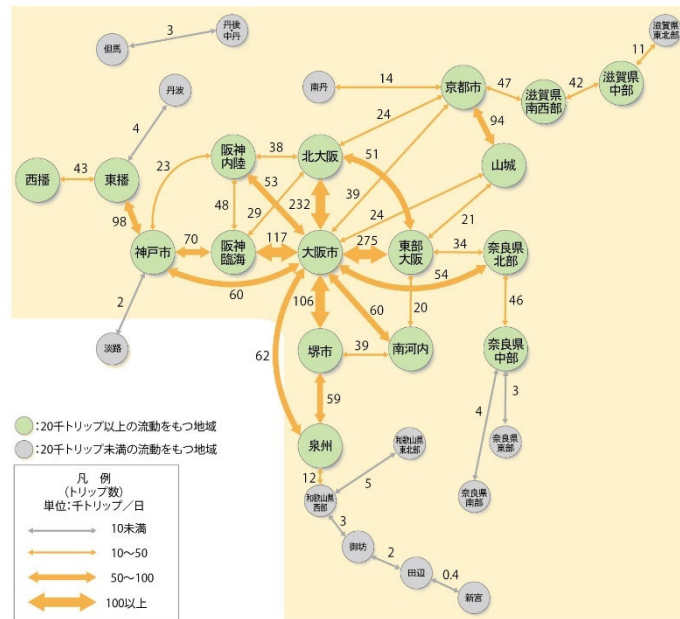 3
丹後
中丹
但馬
滋賀県
東北部
11
丹波
南丹
14
京都市
47
滋賀県
南西部
42
滋賀県
中部
4
24
94
阪神
内陸
38
北大阪
51
山城
西播
43
東播
23
53
39
48
29
232
24
21
98
神戸市
70
阪神
臨海
117
大阪市
275
東部
大阪
34
奈良県
北部
60
54
2
106
60
20
46
淡路
62
堺市
39
南河内
奈良県
中部
59
4
3
泉州
和歌山県
東北部
奈良県
東部
12
5
和歌山県
西部
奈良県
南部
3
御坊
2
田辺
0.4
新宮
:20千トリップ以上の流動をもつ地域
:20千トリップ未満の流動をもつ地域
凡 例
(トリップ数)
単位:千トリップ/日
10未満
10~50
50~100
100以上